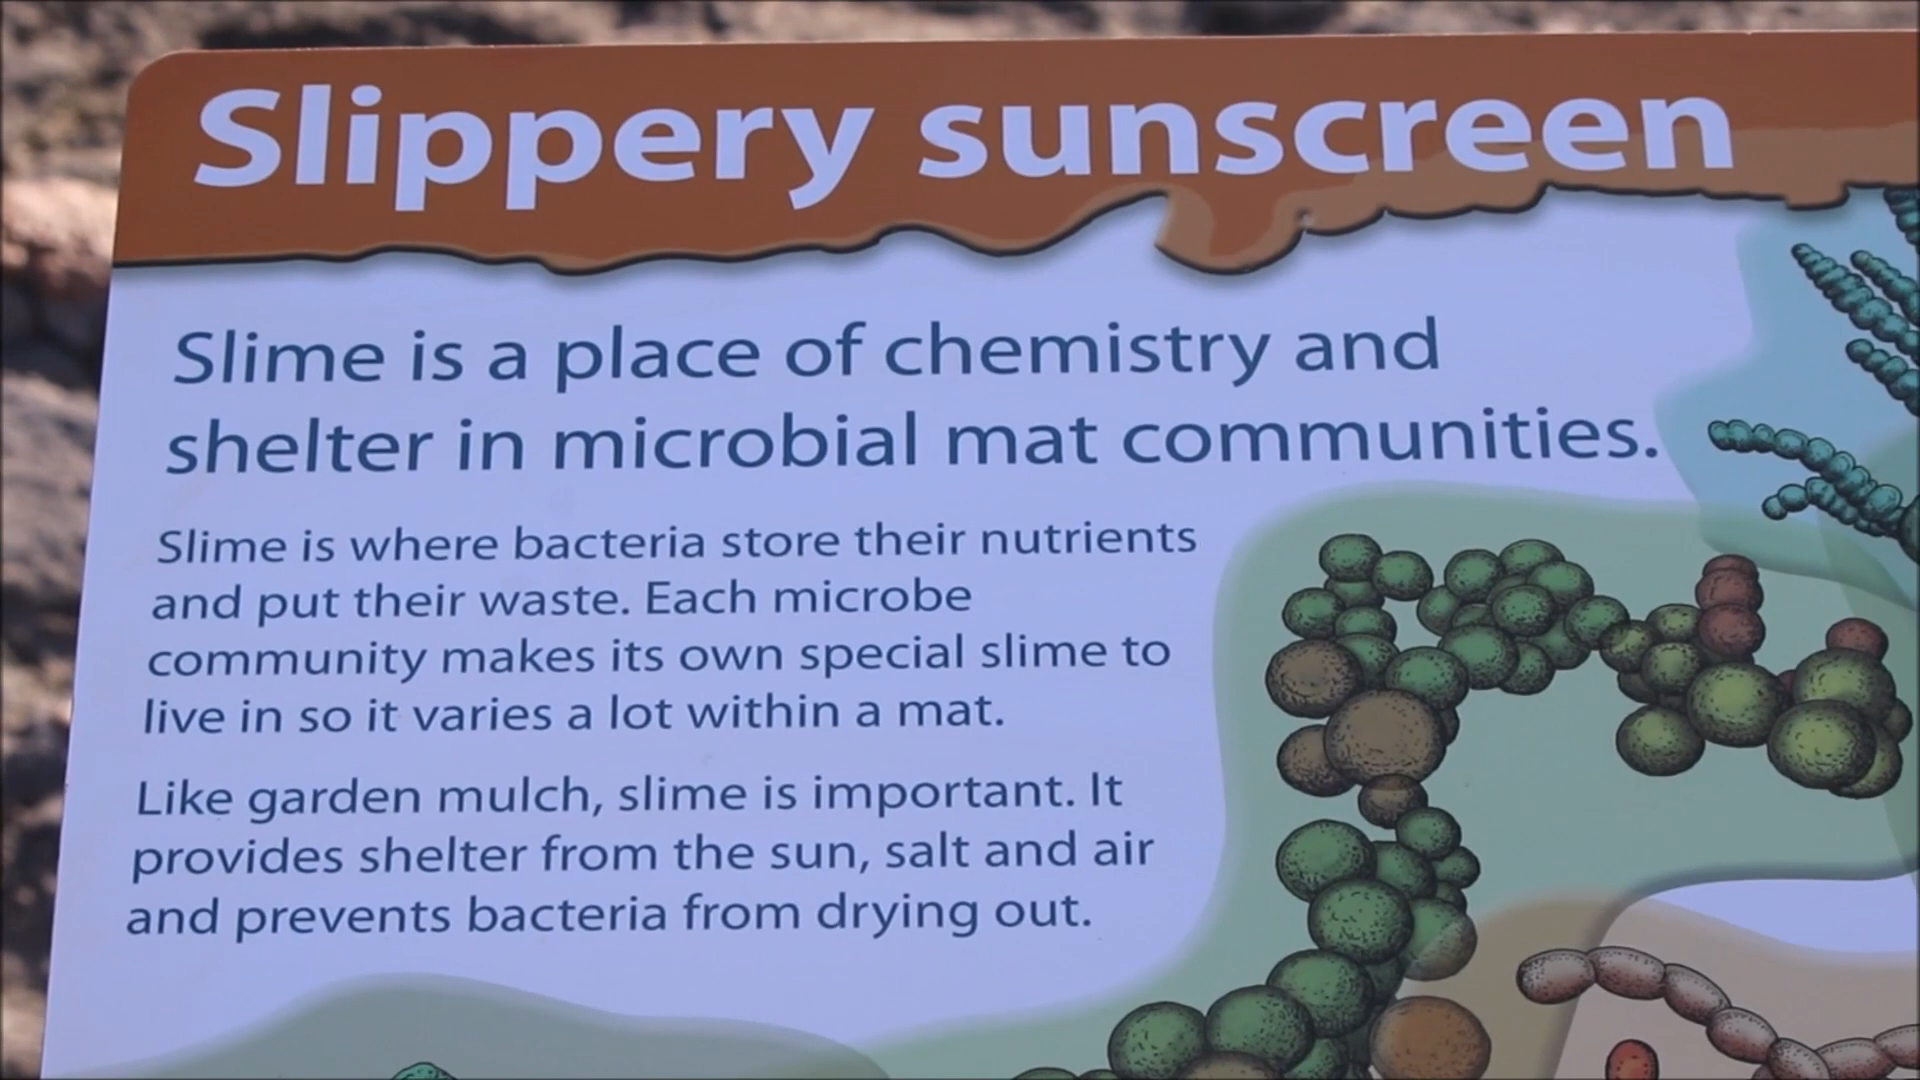 Slippery sunscreen
Slime is a place of chemistry and
shelter in microbial mat communities.
Slime is where bacteria store their nutrients
and put their waste. Each microbe
community makes its own special slime to
live in so it varies a lot within a mat.
Like garden mulch, slime is important. It
provides shelter from the sun, salt and air
and prevents bacteria from drying out.